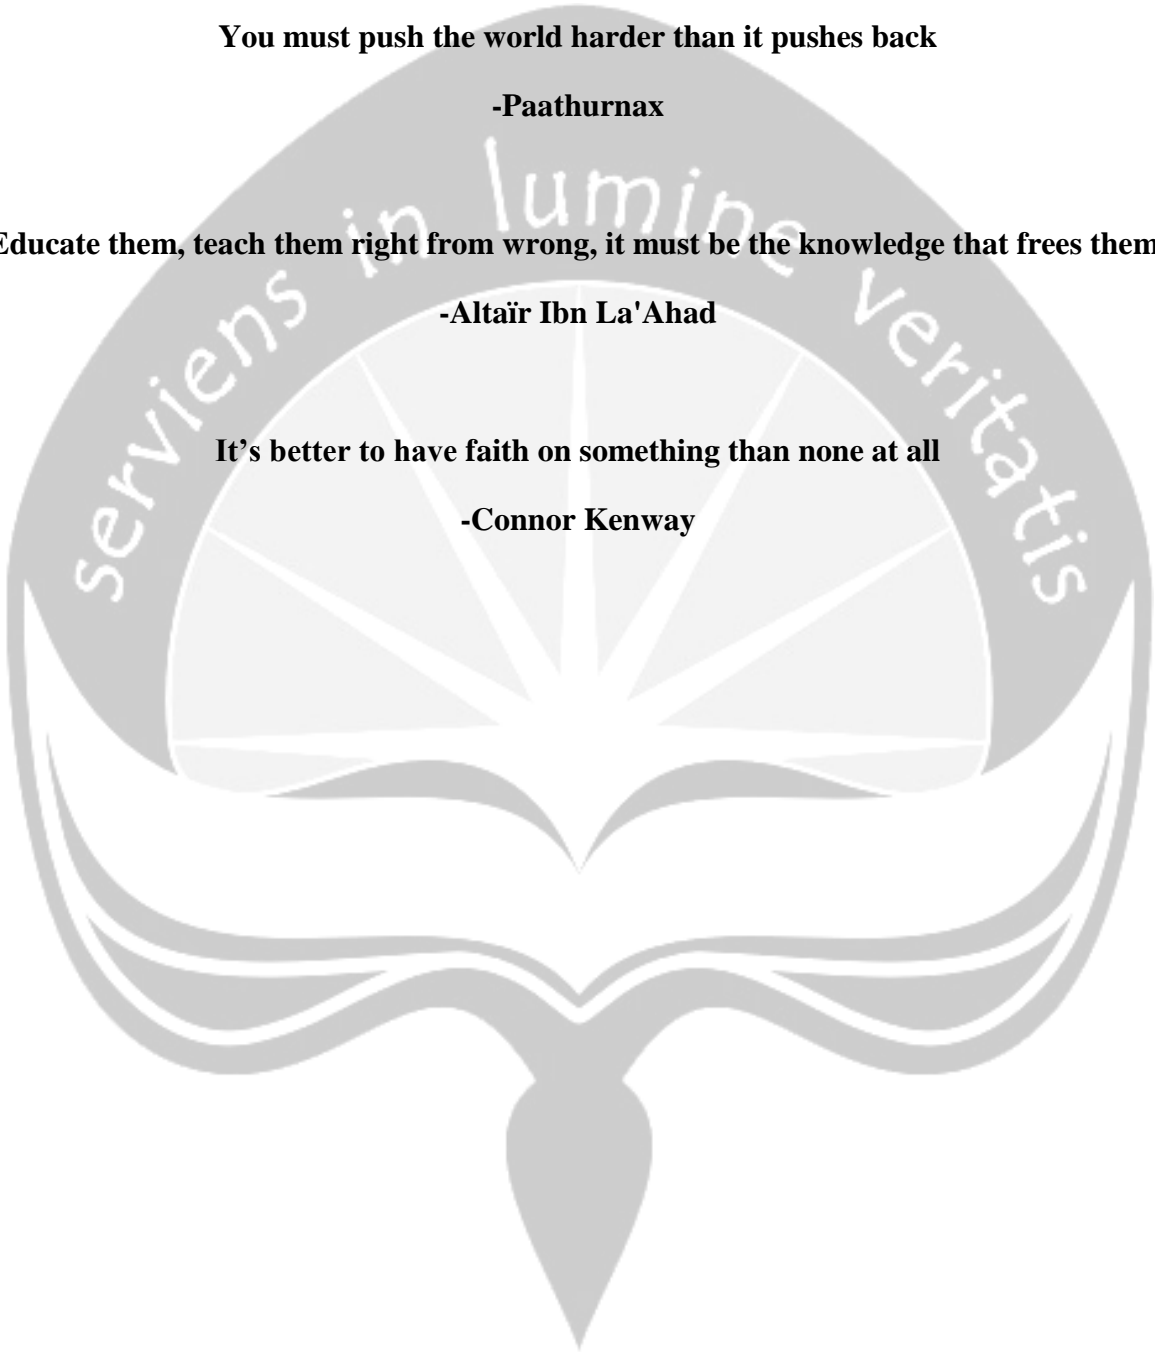 You must push the world harder than it pushes back
-Paathurnax
serviens in lumine veritatis
Educate them, teach them right from wrong, it must be the knowledge that frees them
-Altaïr Ibn La'Ahad
It’s better to have faith on something than none at all
-Connor Kenway